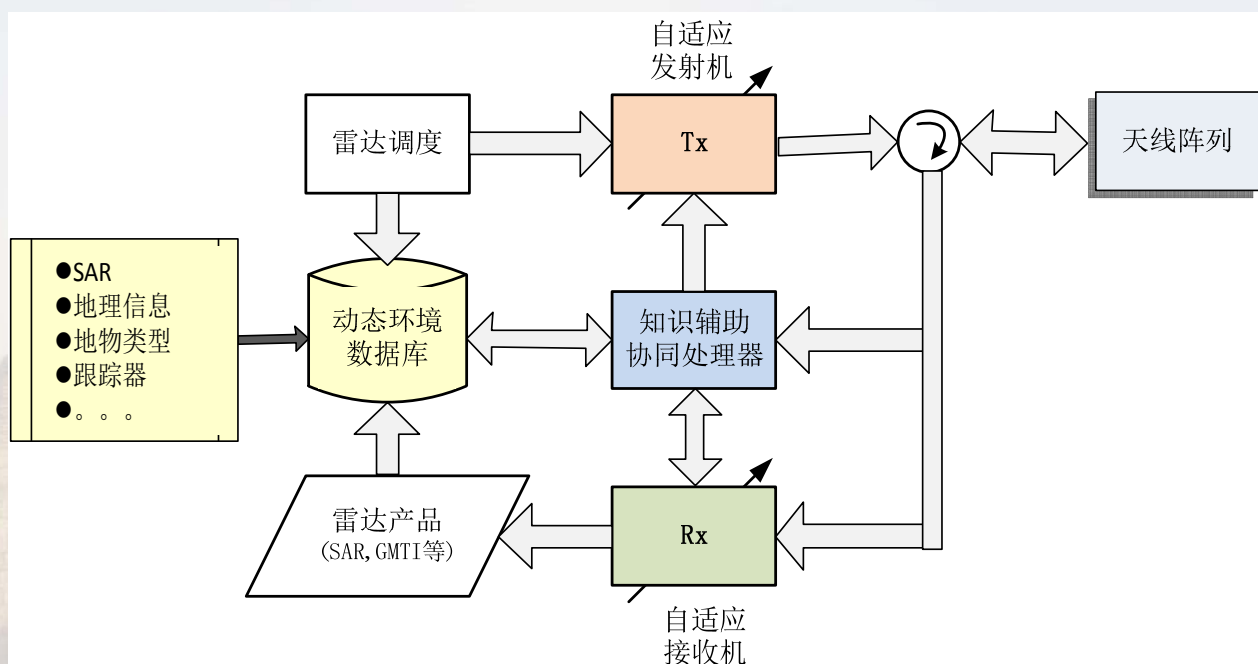 自适应
发射机
雷达调度
Tx
天线阵列
●SAR
●地理信息
●地物类型
●跟踪器
●。。。
动态环境
数据库
知识辅助
协同处理器
雷达产品
(SAR,GMTI等)
Rx
自适应
接收机